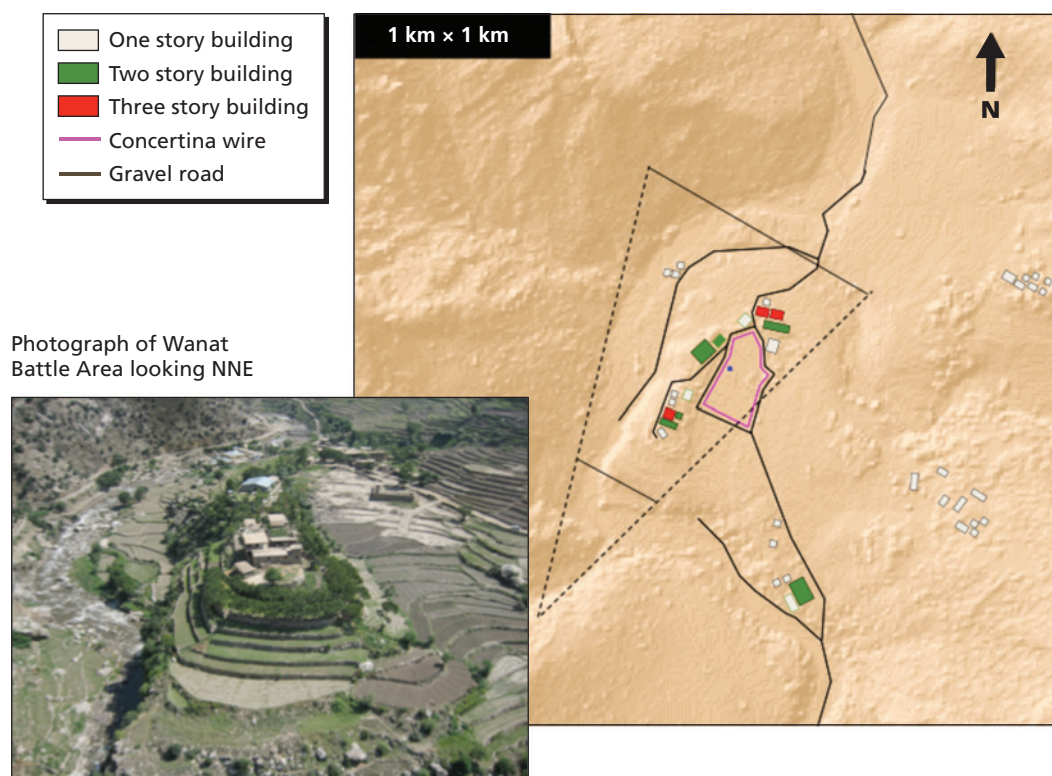 One story building
Two story building
Three story building
Concertina wire
Gravel road
1 km × 1 km
N
Photograph of Wanat
Battle Area looking NNE